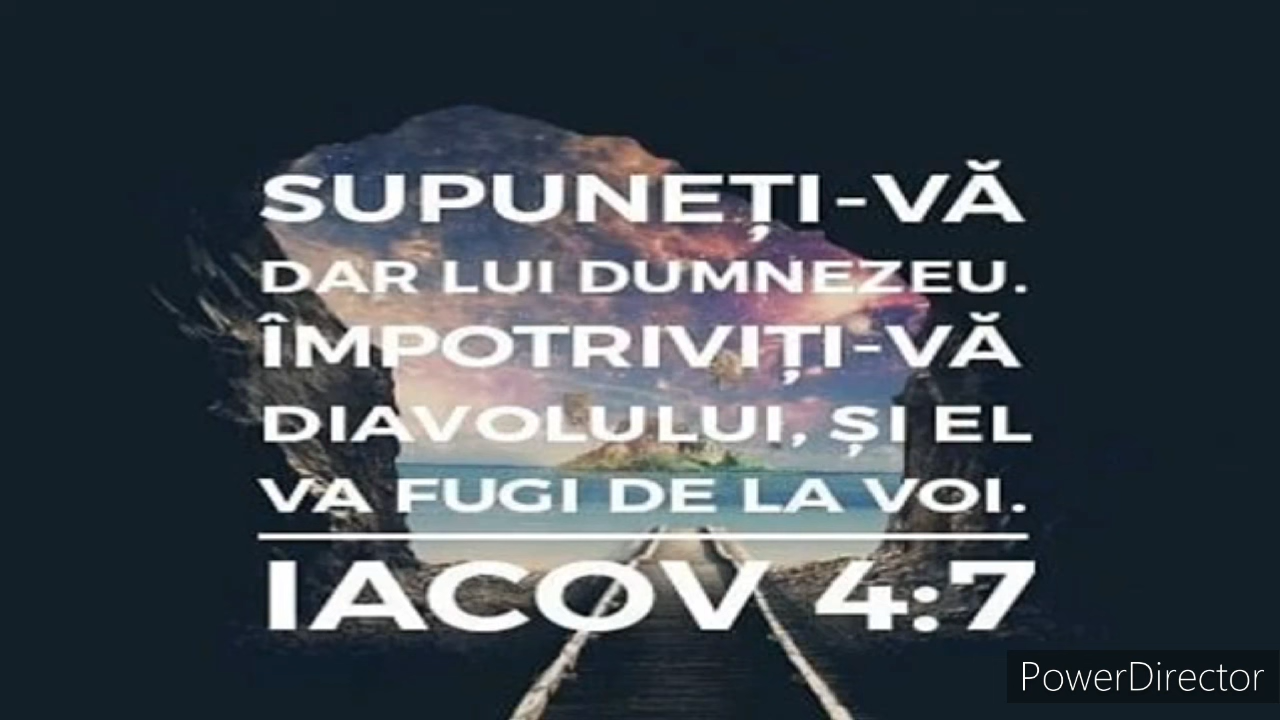 SUPUNEȚI-VĂ
DAR LUI DUMNEZEU.
ÎMPOTRIVIȚI-VĂ
DIAVOLULUI, ȘI EL
VA FUGI DE LA VOI.
IACOV 4:7
PowerDirector